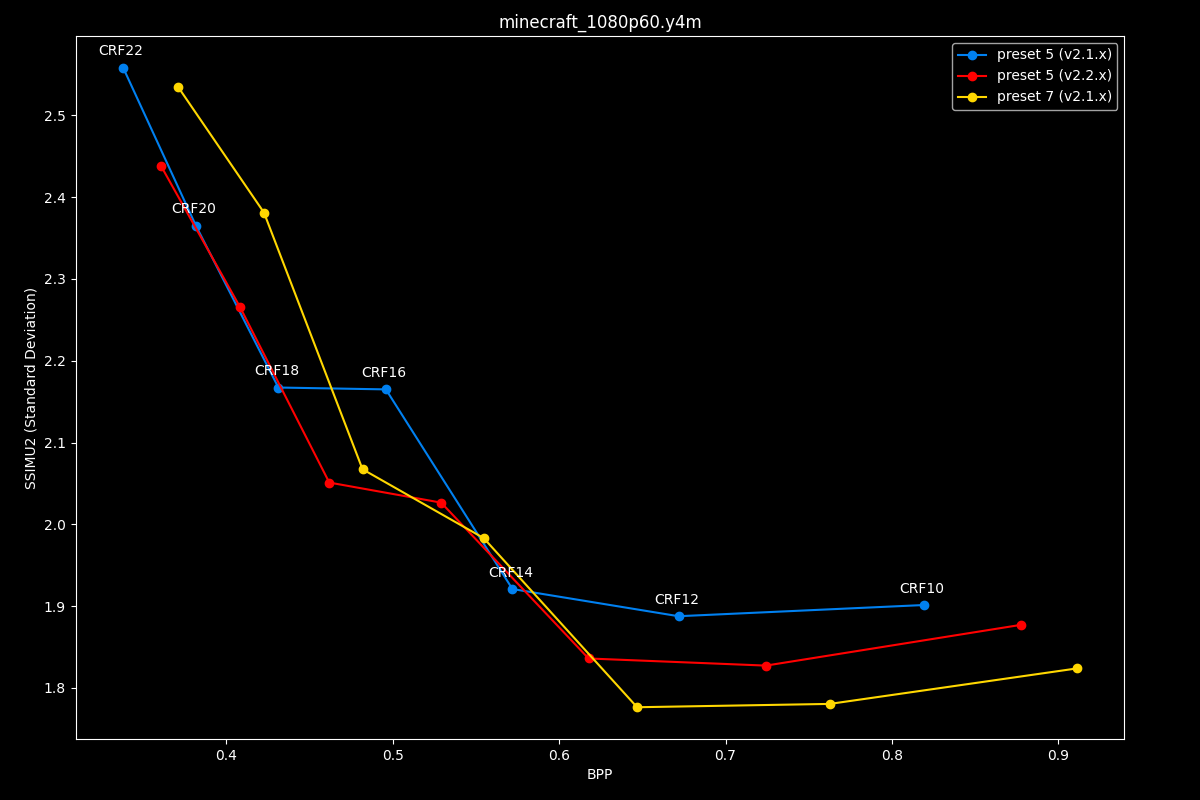 minecraft_1080p60.y4m
CRF22
preset 5 (v2.1.x)
preset 5 (v2.2.x)
preset 7 (v2.1.x)
CRF20
CRF18
CRF16
CRF14
CRF12
CRF10
SSIMU2 (Standard Deviation)
2.5
2.4
2.3
2.2
2.1
2.0
1.9
1.8
0.4
0.5
0.6
0.7
0.8
0.9
BPP